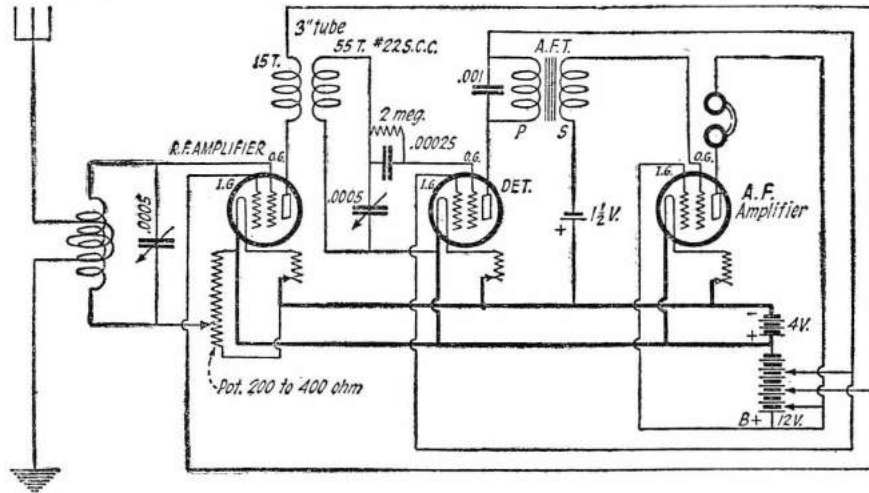 3" tube
15T.
55 T. #22 S.C.C.
A.F.T.
.001
P
S
2 meg.
.00025
R.F. AMPLIFIER
O.G.
I.G.
.0005
.0005
O.G.
I.G.
DET.
1½ V.
+
O.G.
I.G.
A.F.
Amplifier
-
+
4V.
Pot. 200 to 400 ohm
B+
12V.